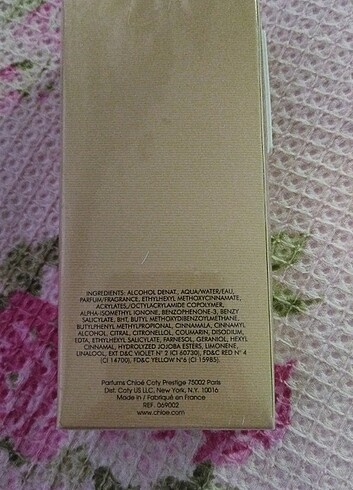 INGREDIENTS: ALCOHOL DENAT., AQUA/WATER/EAU,
PARFUM/FRAGRANCE, ETHYLHEXYL METHOXYCINNAMATE,
ACRYLATES/OCTYLACRYLAMIDE COPOLYMER,
ALPHA-ISOMETHYL IONONE, BENZOPHENONE-3, BENZY
SALICYLATE, BHT, BUTYL METHOXYDIBENZOYLMETHANE,
BUTYLPHENYL METHYLPROPIONAL, CINNAMALA, CINNAMYL
ALCOHOL, CITRAL, CITRONELLOL, COUMARIN, DISODIUM,
EDTA, ETHYLHEXYL SALICYLATE, FARNESOL, GERANIOL, HEXYL
CINNAMAL, HYDROLYZED JOJOBA ESTERS, LIMONENE,
LINALOOL, EXT D&C VIOLET N° 2 (CI 60730), FD&C RED N° 4
(CI 14700), FD&C YELLOW N°6 (CI 15985).
Parfums Chloé Coty Prestige 75002 Paris
Dist. Coty US LLC, New York, N.Y. 10016
Made in / Fabriqué en France
REF. 069002
www.chloe.com